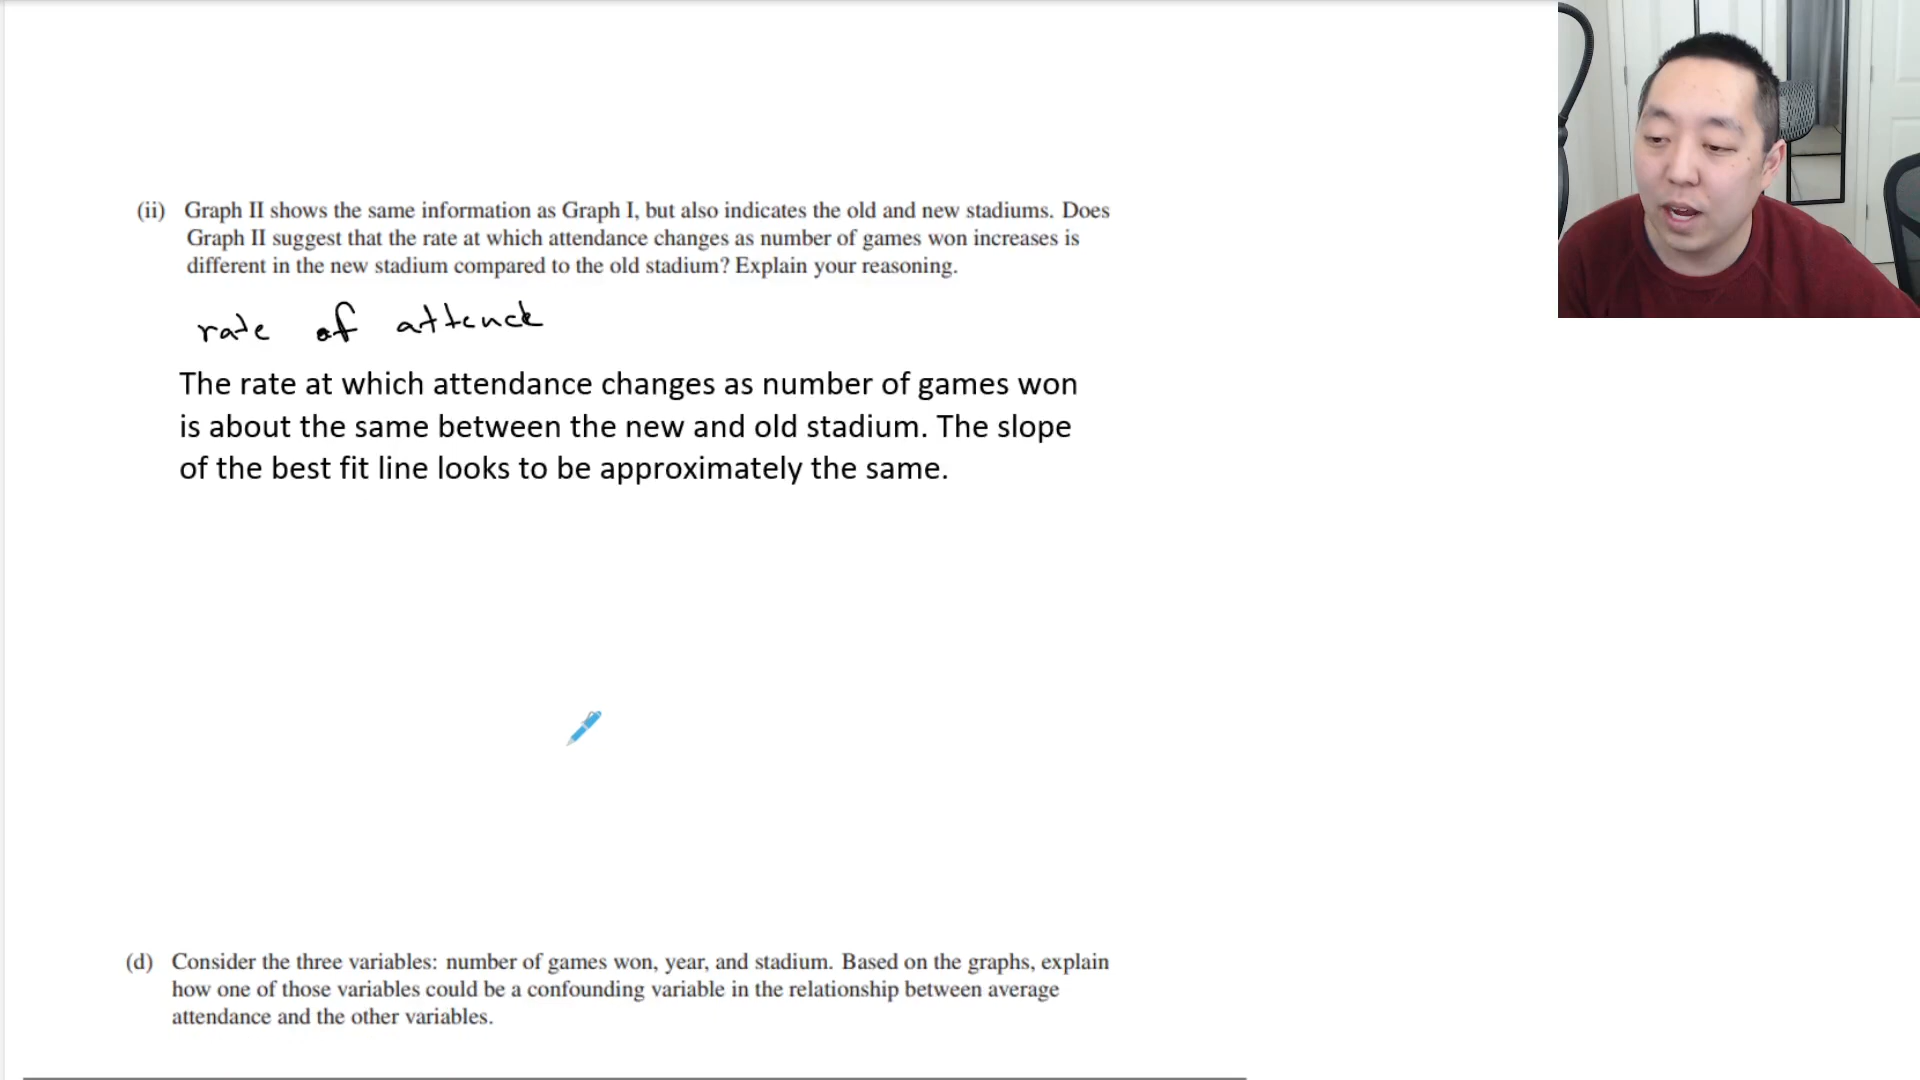 (ii) Graph II shows the same information as Graph I, but also indicates the old and new stadiums. Does
Graph II suggest that the rate at which attendance changes as number of games won increases is
different in the new stadium compared to the old stadium? Explain your reasoning.
rate of attence
The rate at which attendance changes as number of games won
is about the same between the new and old stadium. The slope
of the best fit line looks to be approximately the same.
(d) Consider the three variables: number of games won, year, and stadium. Based on the graphs, explain
how one of those variables could be a confounding variable in the relationship between average
attendance and the other variables.